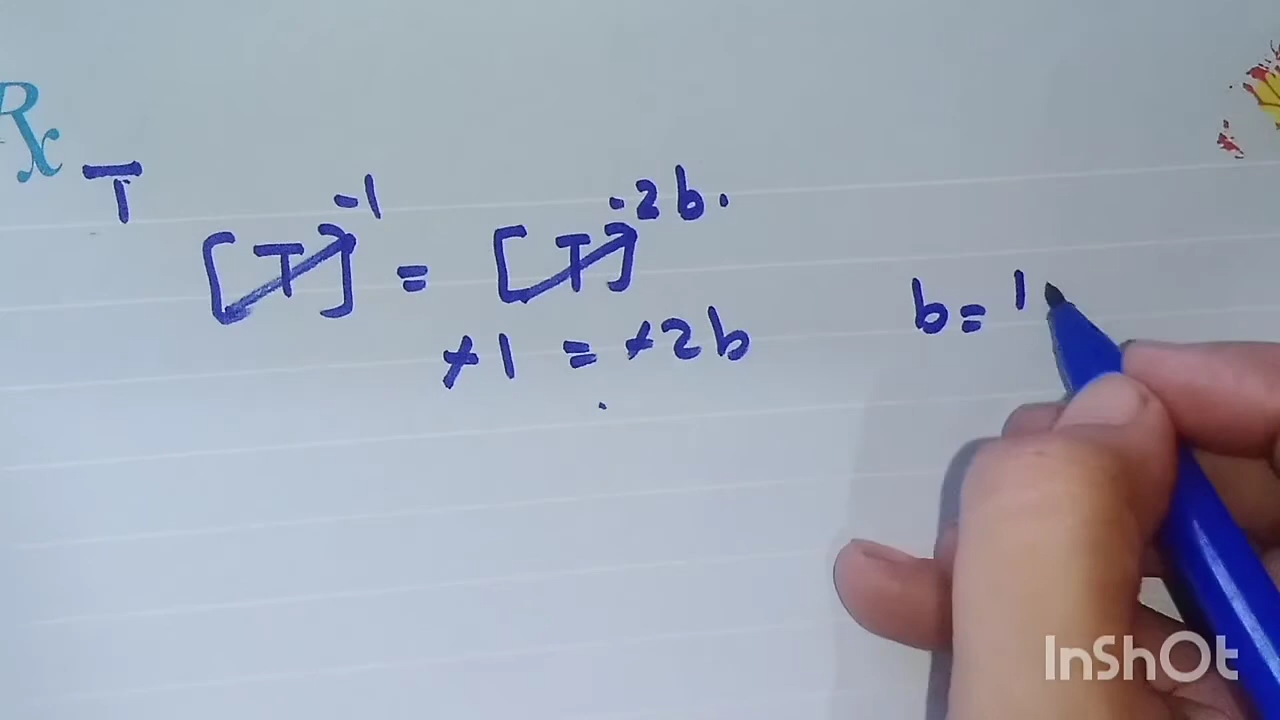 Rx
T
[T]⁻¹ = [T]⁻²ᵇ.
-1 = -2b
b = 1
InShOt